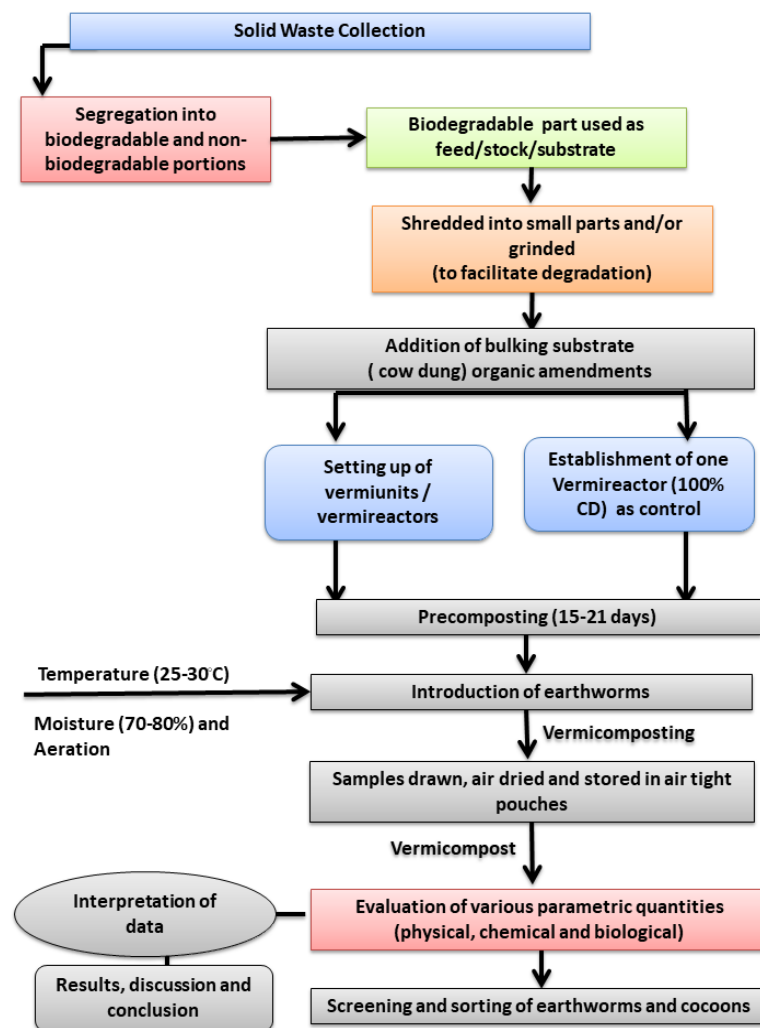 Solid Waste Collection
Segregation into
biodegradable and non-
biodegradable portions
Biodegradable part used as
feed/stock/substrate
Shredded into small parts and/or
grinded
(to facilitate degradation)
Addition of bulking substrate
( cow dung) organic amendments
Setting up of
vermiunits /
vermireactors
Establishment of one
Vermireactor (100%
CD) as control
Precomposting (15-21 days)
Temperature (25-30°C)
Moisture (70-80%) and
Aeration
Introduction of earthworms
Vermicomposting
Samples drawn, air dried and stored in air tight
pouches
Vermicompost
Interpretation of
data
Evaluation of various parametric quantities
(physical, chemical and biological)
Results, discussion and
conclusion
Screening and sorting of earthworms and cocoons